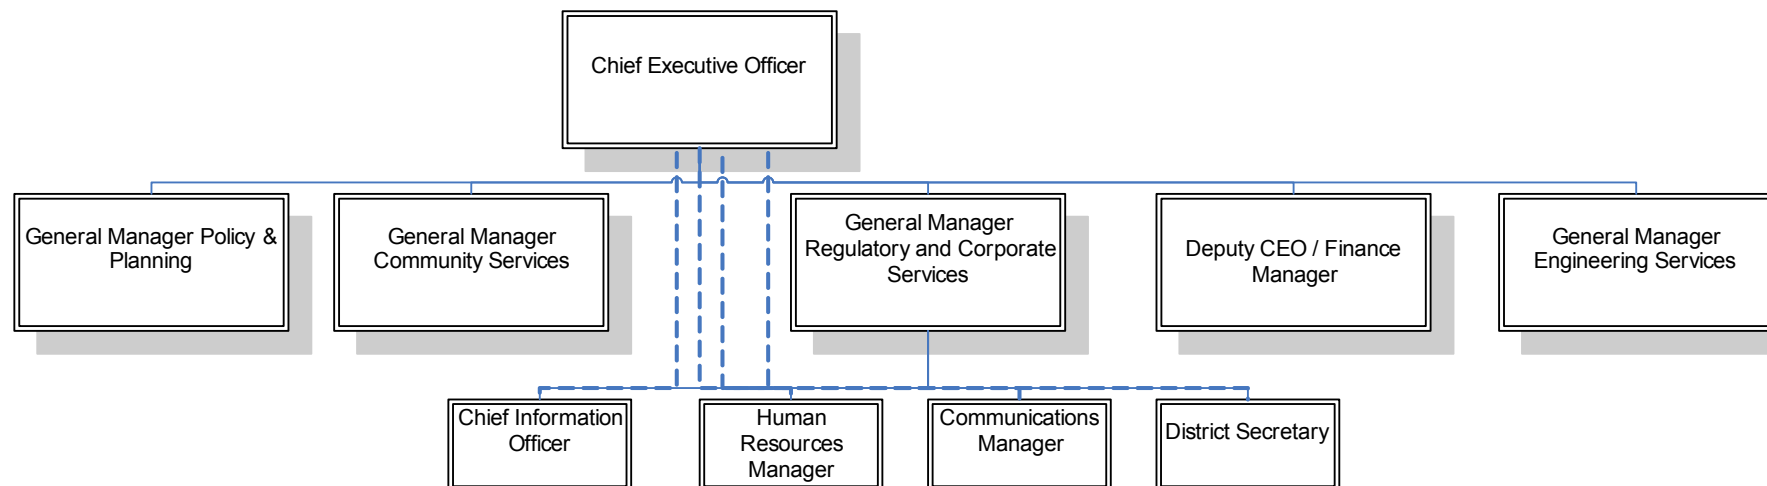 Chief Executive Officer
General Manager Policy &
Planning
General Manager
Community Services
General Manager
Regulatory and Corporate
Services
Deputy CEO / Finance
Manager
General Manager
Engineering Services
Chief Information
Officer
Human
Resources
Manager
Communications
Manager
District Secretary